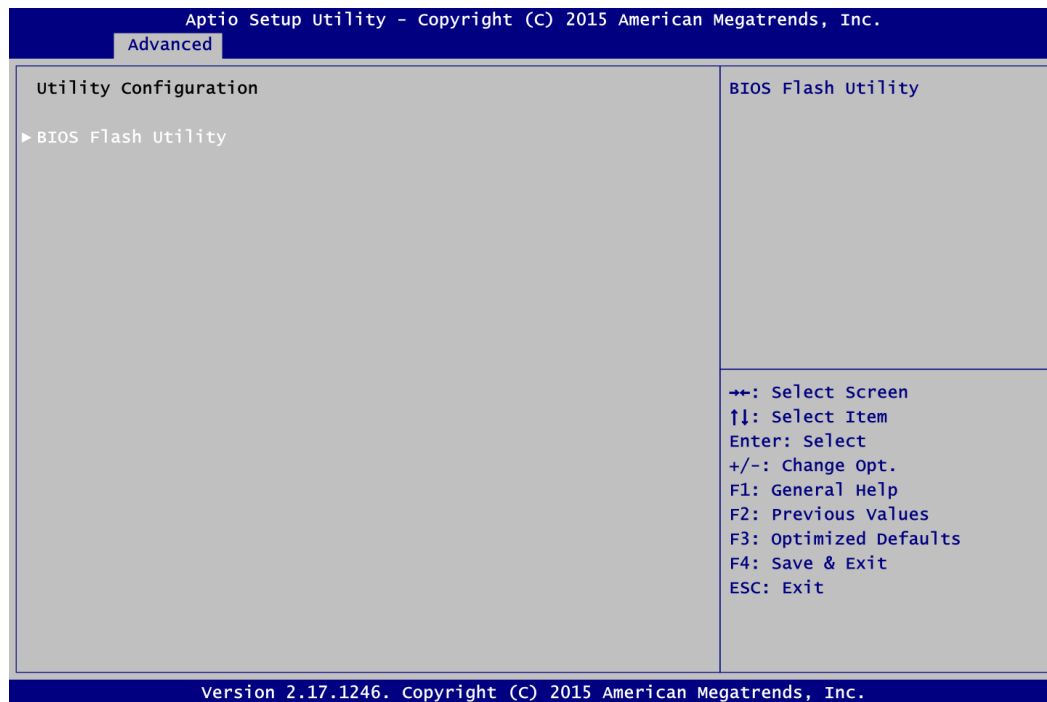 Aptio Setup Utility – Copyright (C) 2015 American Megatrends, Inc.
Advanced
Utility Configuration
►BIOS Flash Utility
BIOS Flash Utility
→←: Select Screen
↑↓: Select Item
Enter: Select
+/-: Change Opt.
F1: General Help
F2: Previous Values
F3: Optimized Defaults
F4: Save & Exit
ESC: Exit
Version 2.17.1246. Copyright (C) 2015 American Megatrends, Inc.